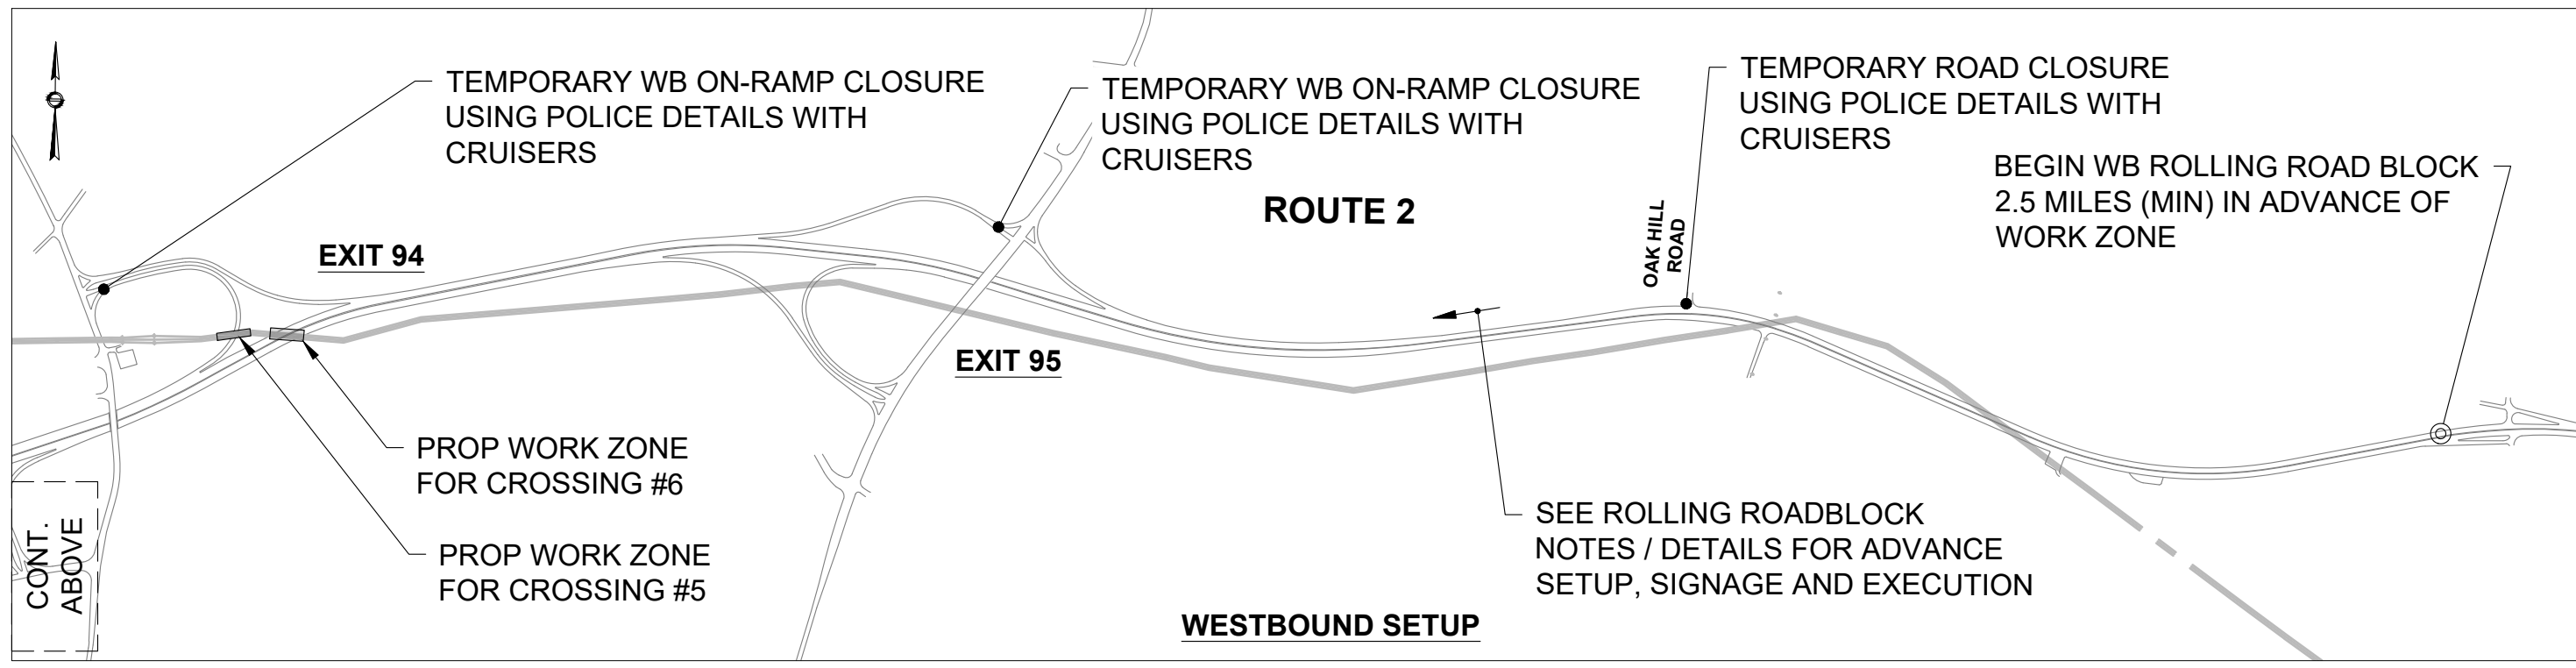 TEMPORARY WB ON-RAMP CLOSURE
USING POLICE DETAILS WITH
CRUISERS
TEMPORARY WB ON-RAMP CLOSURE
USING POLICE DETAILS WITH
CRUISERS
TEMPORARY ROAD CLOSURE
USING POLICE DETAILS WITH
CRUISERS
BEGIN WB ROLLING ROAD BLOCK
2.5 MILES (MIN) IN ADVANCE OF
WORK ZONE
ROUTE 2
OAK HILL
ROAD
EXIT 94
EXIT 95
PROP WORK ZONE
FOR CROSSING #6
PROP WORK ZONE
FOR CROSSING #5
SEE ROLLING ROADBLOCK
NOTES / DETAILS FOR ADVANCE
SETUP, SIGNAGE AND EXECUTION
CONT.
ABOVE
WESTBOUND SETUP